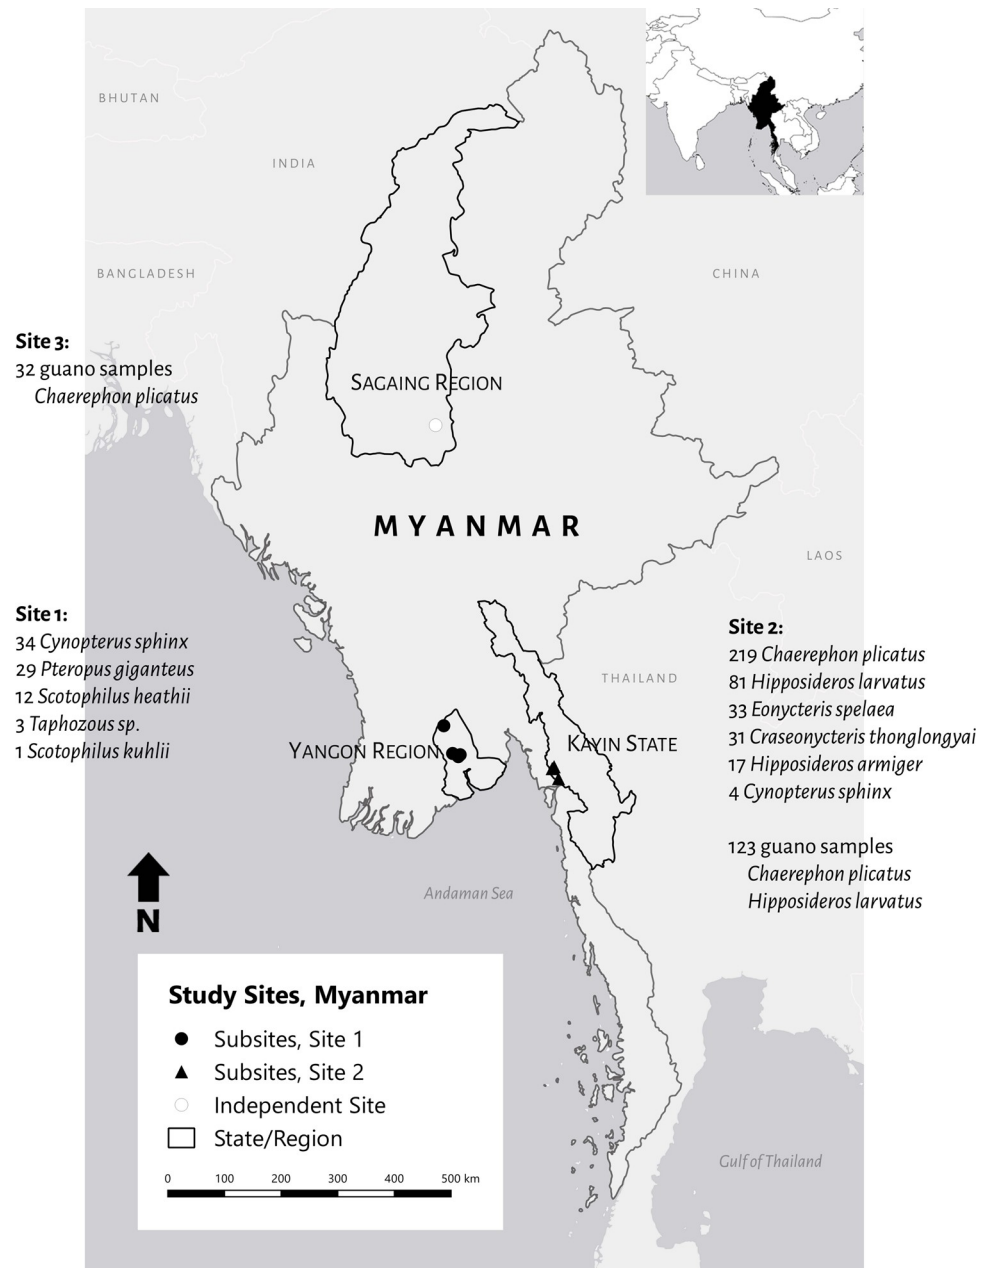 BHUTAN
INDIA
BANGLADESH
CHINA
Site 3:
32 guano samples
Chaerephon plicatus
SAGAING REGION
MYANMAR
LAOS
Site 1:
34 Cynopterus sphinx
29 Pteropus giganteus
12 Scotophilus heathii
3 Taphozous sp.
1 Scotophilus kuhlii
Site 2:
219 Chaerephon plicatus
81 Hipposideros larvatus
33 Eonycteris spelaea
31 Craseonycteris thonglongyai
17 Hipposideros armiger
4 Cynopterus sphinx
123 guano samples
Chaerephon plicatus
Hipposideros larvatus
THAILAND
YANGON REGION
KAYIN STATE
Andaman Sea
N
Study Sites, Myanmar
Subsites, Site 1
Subsites, Site 2
Independent Site
State/Region
0 100 200 300 400 500 km
Gulf of Thailand